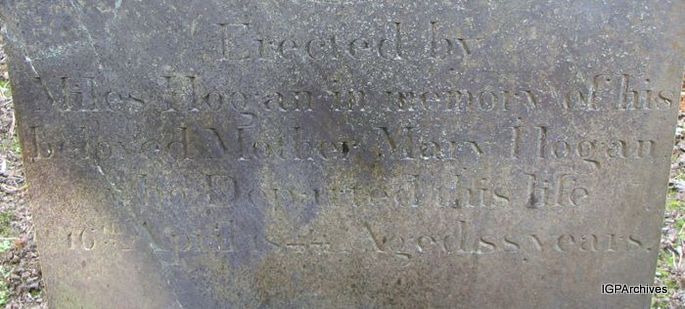 Erected by
Miles Hogan in memory of his
beloved Mother Mary Hogan
who Departed this life
16th April 1844 Aged 88 years.
IGPArchives